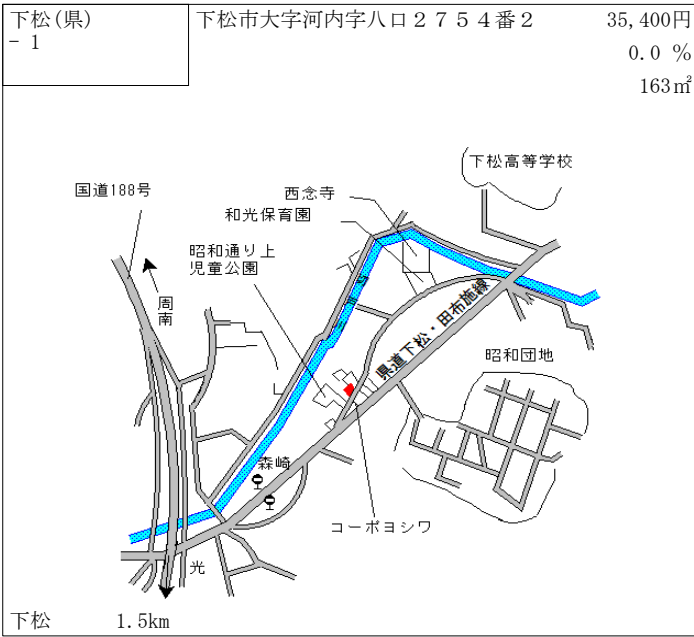 下松(県)
- 1
下松市大字河内字八口２７５４番２
35,400円
0.0 %
163㎡
下松高等学校
国道188号
西念寺
和光保育園
昭和通り上
児童公園
周南
県道下松・田布施線
昭和団地
森崎
コーポヨシワ
光
下松 1.5km